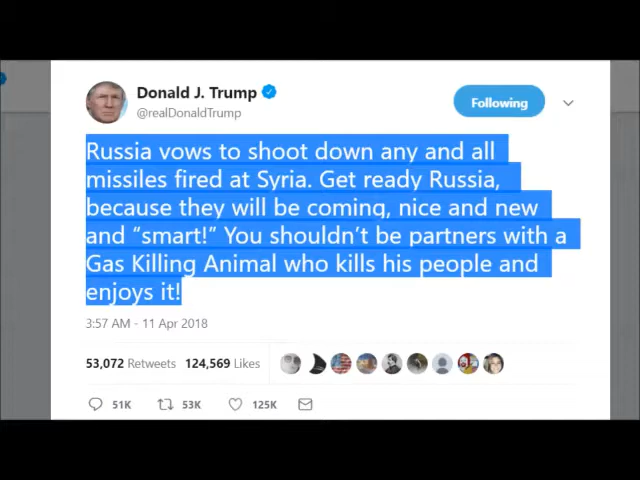 Donald J. Trump
@realDonaldTrump
Following
Russia vows to shoot down any and all
missiles fired at Syria. Get ready Russia,
because they will be coming, nice and new
and “smart!” You shouldn’t be partners with a
Gas Killing Animal who kills his people and
enjoys it!
3:57 AM - 11 Apr 2018
53,072 Retweets 124,569 Likes
51K 53K 125K